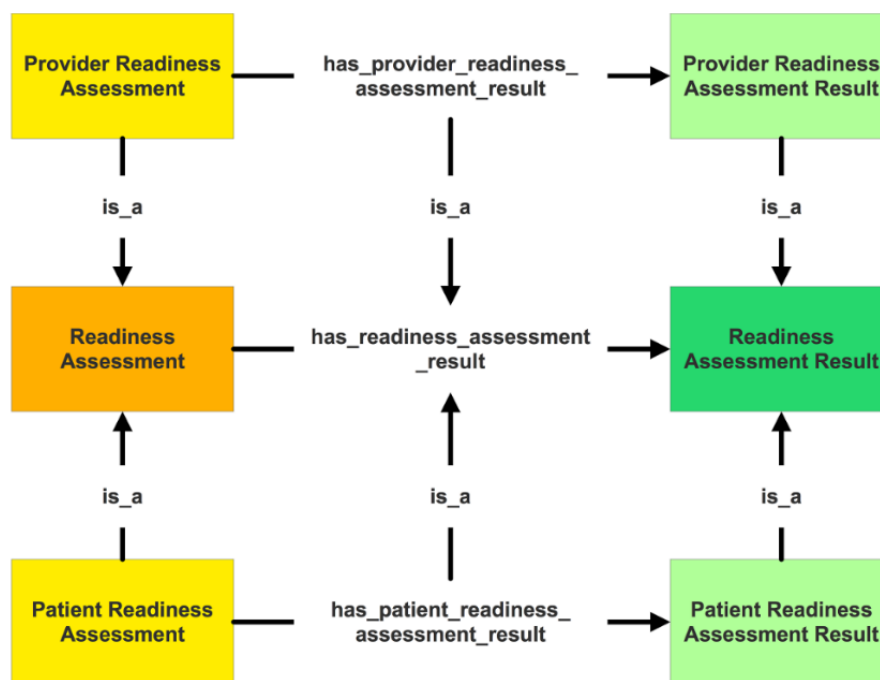 Provider Readiness
Assessment
has_provider_readiness_
assessment_result
Provider Readiness
Assessment Result
is_a
is_a
is_a
Readiness
Assessment
has_readiness_assessment
_result
Readiness
Assessment Result
is_a
is_a
is_a
Patient Readiness
Assessment
has_patient_readiness_
assessment_result
Patient Readiness
Assessment Result